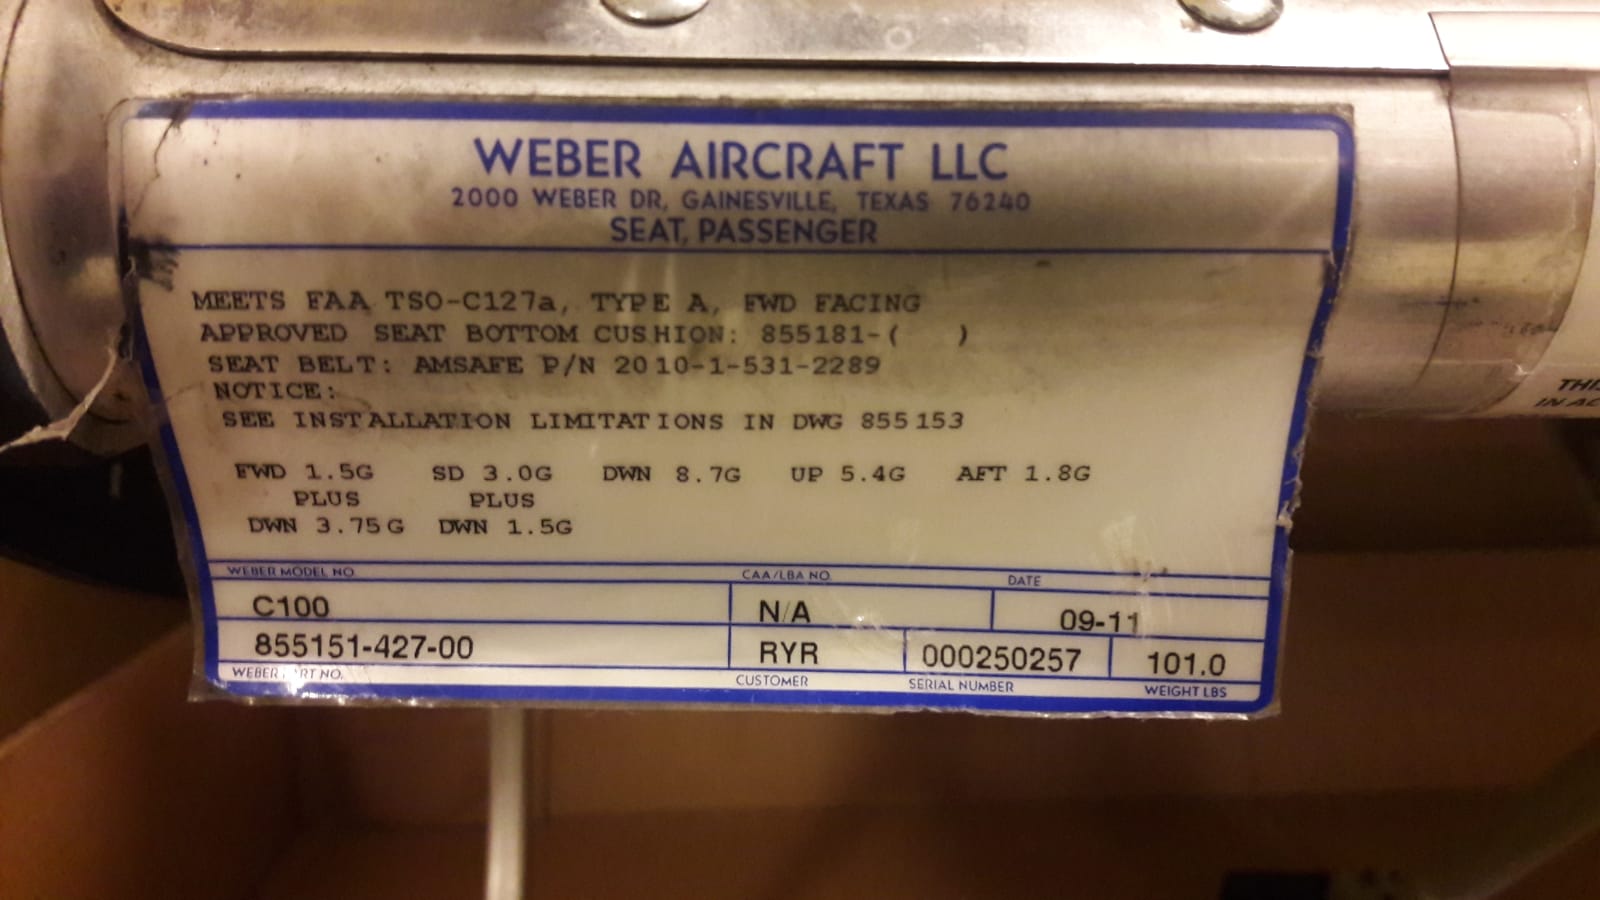 WEBER AIRCRAFT LLC
2000 WEBER DR, GAINESVILLE, TEXAS 76240
SEAT, PASSENGER
MEETS FAA TSO-C127a, TYPE A, FWD FACING
APPROVED SEAT BOTTOM CUSHION: 855181-( )
SEAT BELT: AMSAFE P/N 2010-1-531-2289
NOTICE:
SEE INSTALLATION LIMITATIONS IN DWG 855153
FWD 1.5G SD 3.0G DWN 8.7G UP 5.4G AFT 1.8G
PLUS PLUS
DWN 3.75G DWN 1.5G
WEBER MODEL NO. CAA/LBA NO. DATE
C100 N/A 09-11
855151-427-00 RYR 000250257 101.0
WEBER NO. CUSTOMER SERIAL NUMBER WEIGHT LBS
IN AC